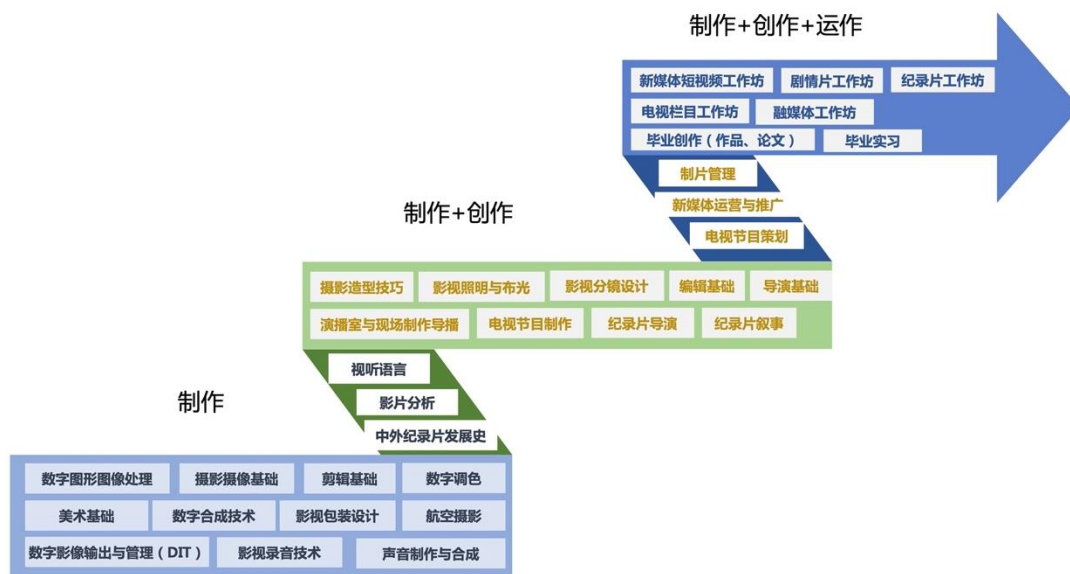 制作+创作+运作
新媒体短视频工作坊 剧情片工作坊 纪录片工作坊
电视栏目工作坊 融媒体工作坊
毕业创作（作品、论文） 毕业实习
制片管理
新媒体运营与推广
电视节目策划
制作+创作
摄影造型技巧 影视照明与布光 影视分镜设计 编辑基础 导演基础
演播室与现场制作导播 电视节目制作 纪录片导演 纪录片叙事
视听语言
影片分析
中外纪录片发展史
制作
数字图形图像处理 摄影摄像基础 剪辑基础 数字调色
美术基础 数字合成技术 影视包装设计 航空摄影
数字影像输出与管理（DIT） 影视录音技术 声音制作与合成